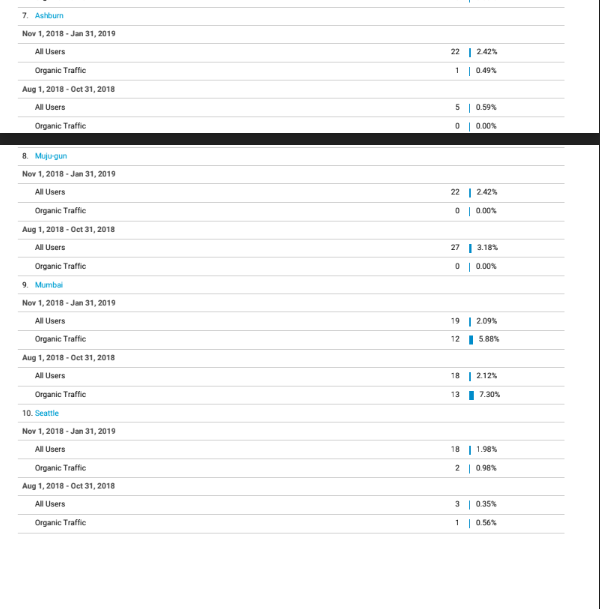 7. Ashburn
Nov 1, 2018 - Jan 31, 2019
All Users 22 2.42%
Organic Traffic 1 0.49%
Aug 1, 2018 - Oct 31, 2018
All Users 5 0.59%
Organic Traffic 0 0.00%
8. Muju-gun
Nov 1, 2018 - Jan 31, 2019
All Users 22 2.42%
Organic Traffic 0 0.00%
Aug 1, 2018 - Oct 31, 2018
All Users 27 3.18%
Organic Traffic 0 0.00%
9. Mumbai
Nov 1, 2018 - Jan 31, 2019
All Users 19 2.09%
Organic Traffic 12 5.88%
Aug 1, 2018 - Oct 31, 2018
All Users 18 2.12%
Organic Traffic 13 7.30%
10. Seattle
Nov 1, 2018 - Jan 31, 2019
All Users 18 1.98%
Organic Traffic 2 0.98%
Aug 1, 2018 - Oct 31, 2018
All Users 3 0.35%
Organic Traffic 1 0.56%